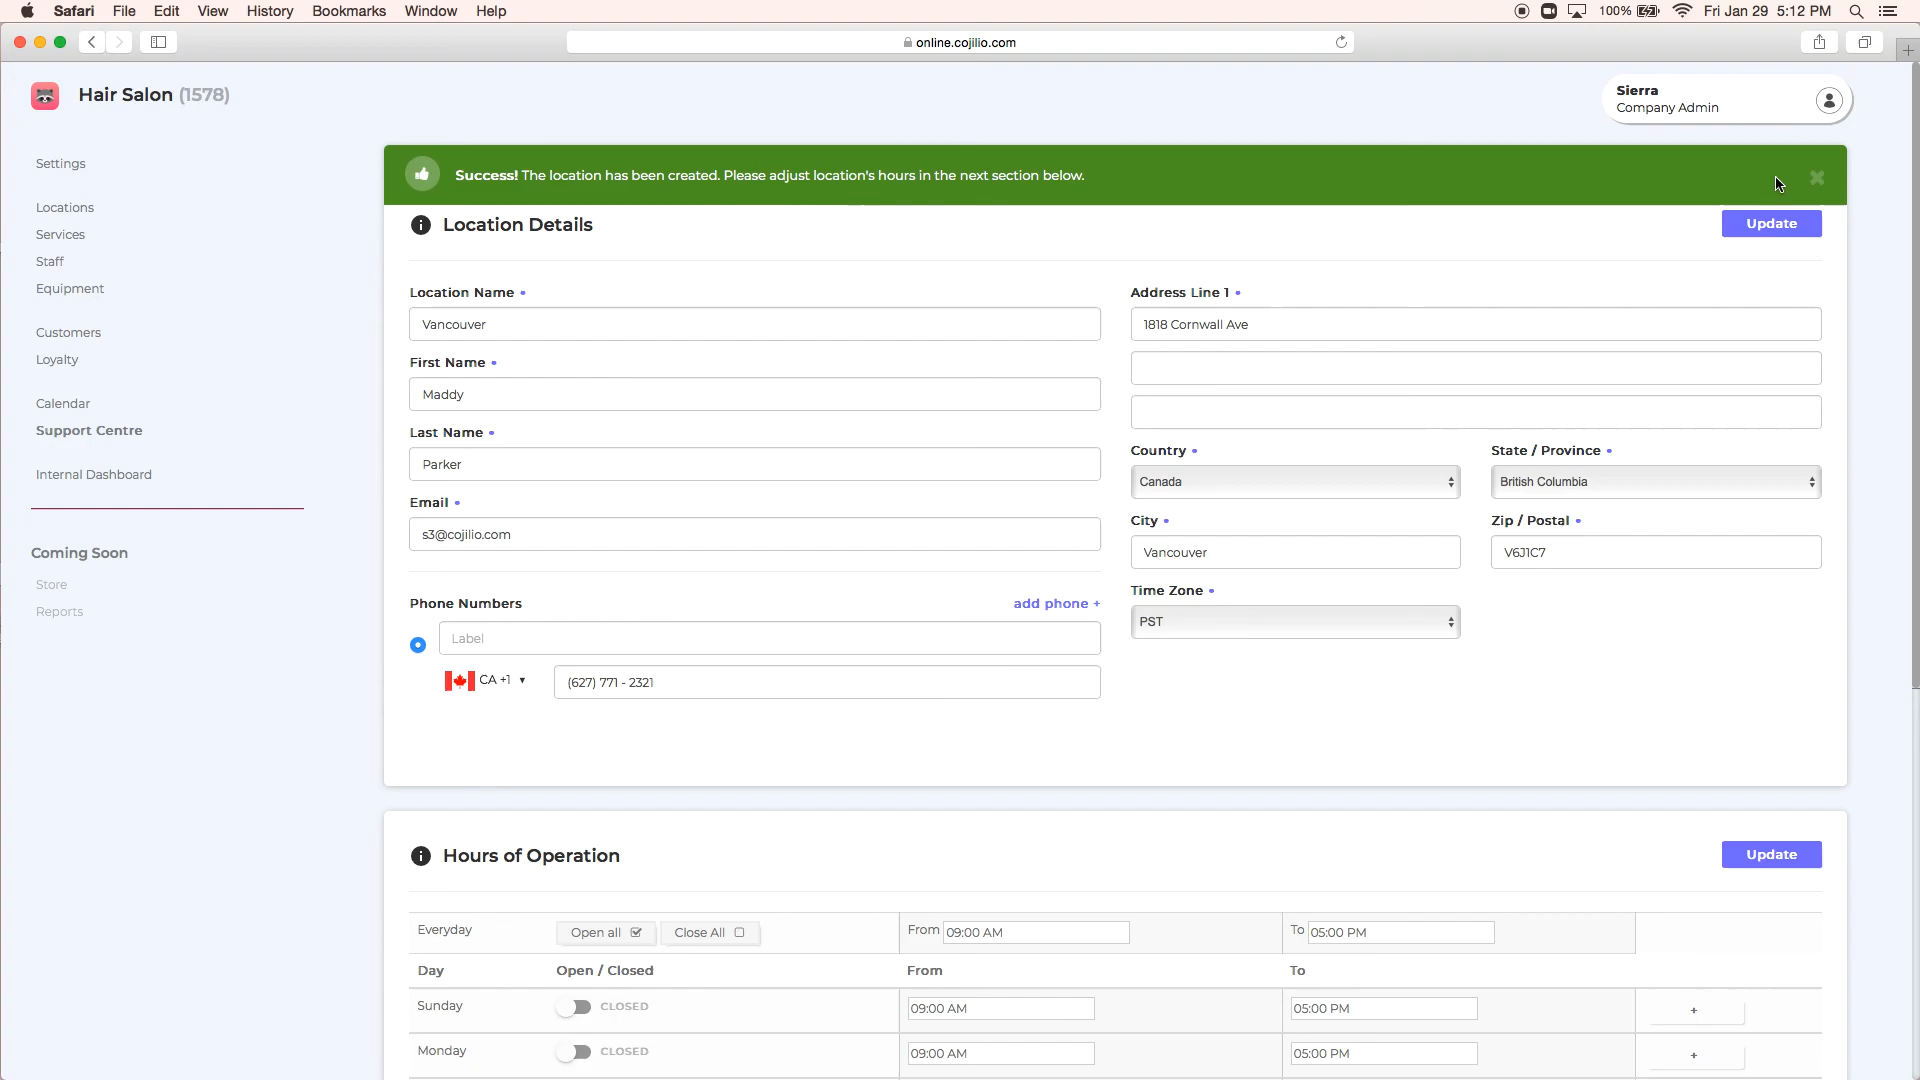 Safari File Edit View History Bookmarks Window Help 100% Fri Jan 29 5:12 PM
online.cojilio.com
Hair Salon (1578)
Sierra
Company Admin
Settings
Locations
Services
Staff
Equipment
Customers
Loyalty
Calendar
Support Centre
Internal Dashboard
Coming Soon
Store
Reports
Success! The location has been created. Please adjust location's hours in the next section below.
Location Details
Update
Location Name
Vancouver
First Name
Maddy
Last Name
Parker
Email
s3@cojilio.com
Phone Numbers
add phone +
Label
CA +1
(627) 771 - 2321
Address Line 1
1818 Cornwall Ave
Country
Canada
State / Province
British Columbia
City
Vancouver
Zip / Postal
V6J1C7
Time Zone
PST
Hours of Operation
Update
Everyday Open all Close All From 09:00 AM To 05:00 PM
Day Open / Closed From To
Sunday CLOSED 09:00 AM 05:00 PM +
Monday CLOSED 09:00 AM 05:00 PM +